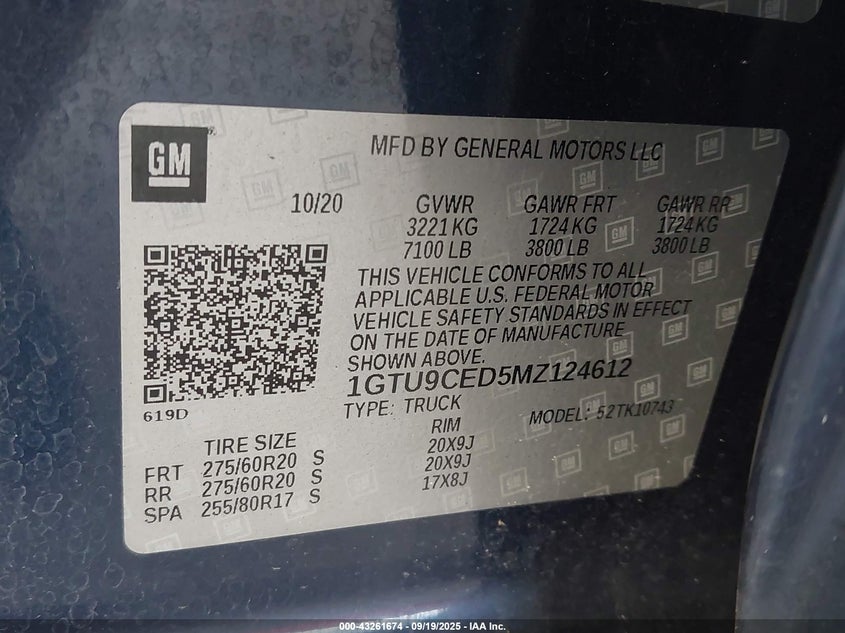 GM
MFD BY GENERAL MOTORS LLC
10/20 GVWR GAWR FRT GAWR RR
3221 KG 1724 KG 1724 KG
7100 LB 3800 LB 3800 LB
THIS VEHICLE CONFORMS TO ALL
APPLICABLE U.S. FEDERAL MOTOR
VEHICLE SAFETY STANDARDS IN EFFECT
ON THE DATE OF MANUFACTURE
SHOWN ABOVE.
1GTU9CED5MZ124612
619D
TYPE: TRUCK MODEL: 52TK10743
TIRE SIZE RIM
FRT 275/60R20 S 20X9J
RR 275/60R20 S 20X9J
SPA 255/80R17 S 17X8J
000-43261674 - 09/19/2025 - IAA Inc.